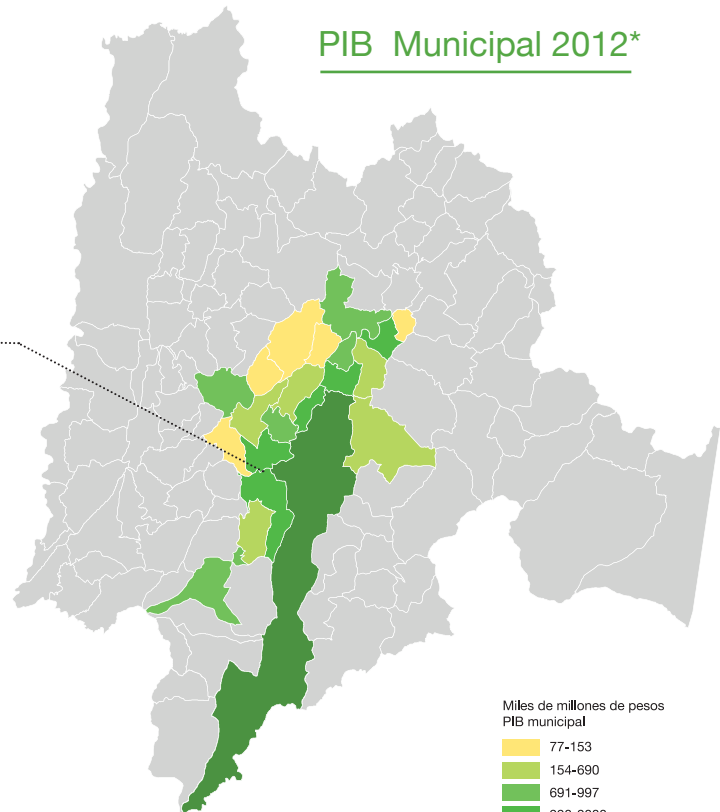 PIB Municipal 2012*
Miles de millones de pesos
PIB municipal
77-153
154-690
691-997